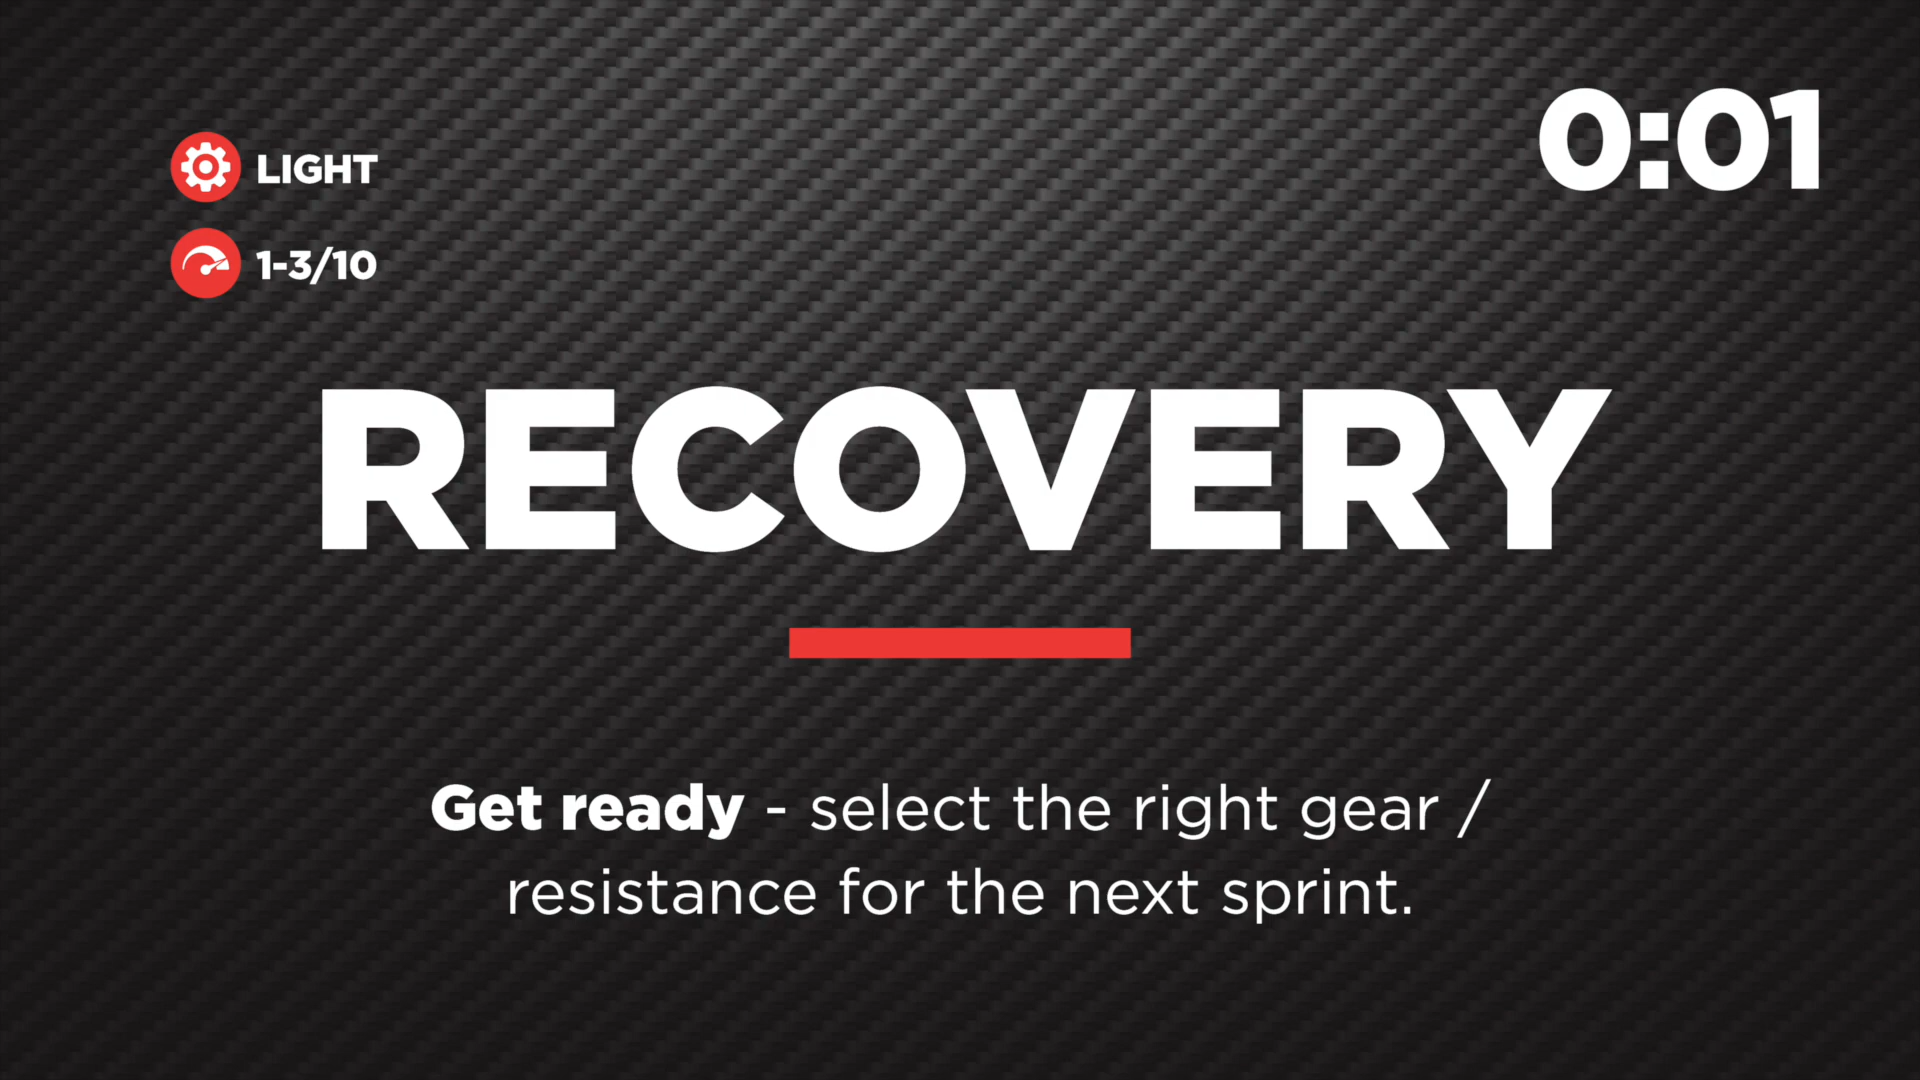 LIGHT
0:01
1-3/10
RECOVERY
Get ready - select the right gear /
resistance for the next sprint.